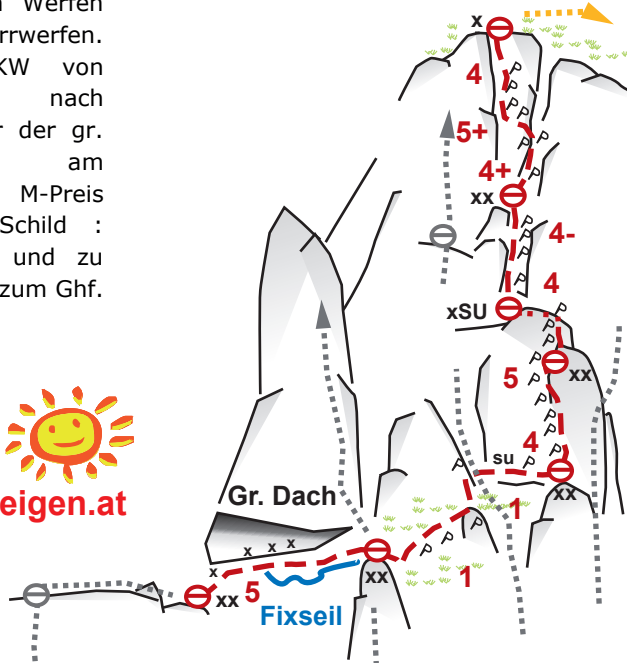 Werfen
rrwerfen.
KW von
nach
r der gr.
am
M-Preis
Schild :
und zu
zum Ghf.
x
4
5+
4+
xx
4-
4
xSU
5
xx
4
su
xx
1
eigen.at
Gr. Dach
x x x
x
xx
1
xx
5
Fixseil